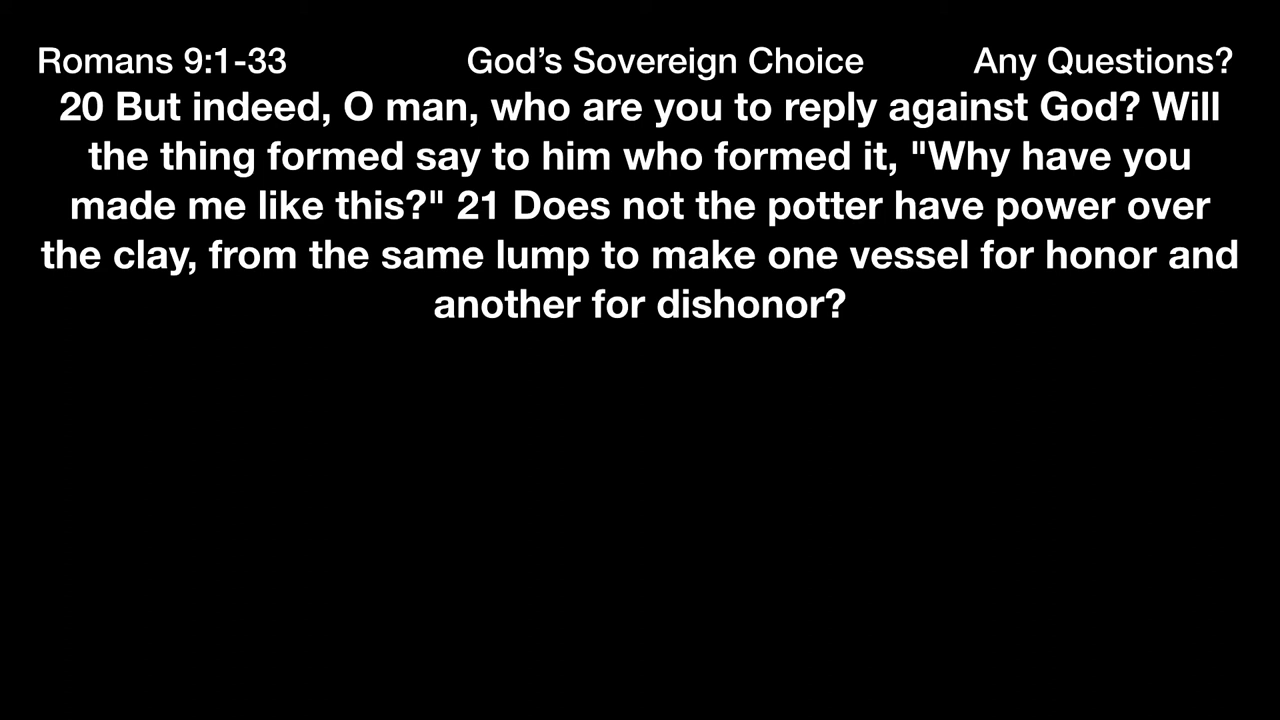 Romans 9:1-33 God’s Sovereign Choice Any Questions?
20 But indeed, O man, who are you to reply against God? Will
the thing formed say to him who formed it, "Why have you
made me like this?" 21 Does not the potter have power over
the clay, from the same lump to make one vessel for honor and
another for dishonor?